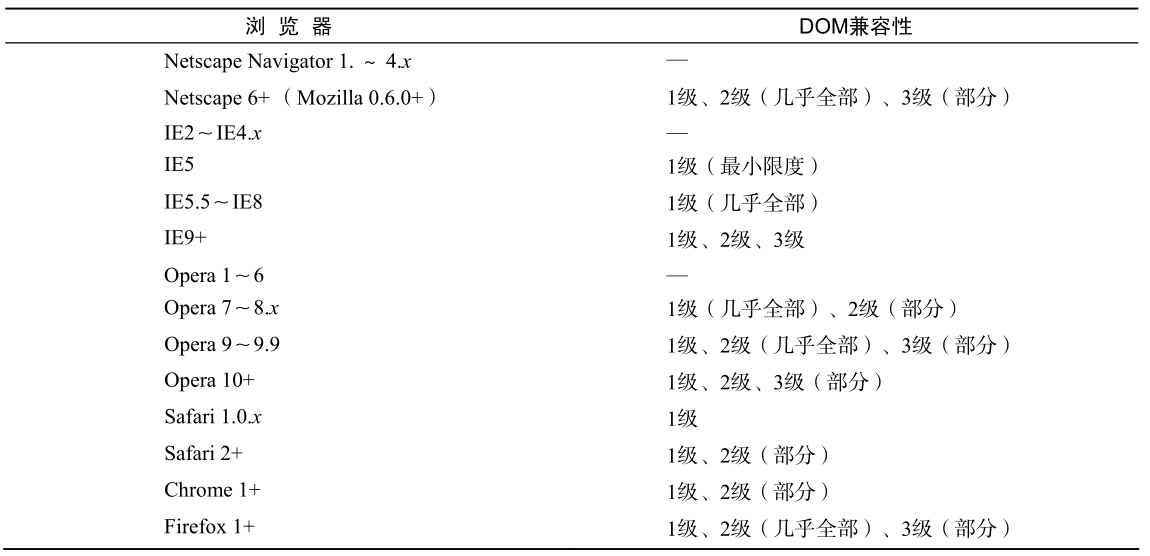 浏 览 器 DOM兼容性
Netscape Navigator 1. ~ 4.x —
Netscape 6+（Mozilla 0.6.0+） 1级、2级（几乎全部）、3级（部分）
IE2～IE4.x —
IE5 1级（最小限度）
IE5.5～IE8 1级（几乎全部）
IE9+ 1级、2级、3级
Opera 1～6 —
Opera 7～8.x 1级（几乎全部）、2级（部分）
Opera 9～9.9 1级、2级（几乎全部）、3级（部分）
Opera 10+ 1级、2级、3级（部分）
Safari 1.0.x 1级
Safari 2+ 1级、2级（部分）
Chrome 1+ 1级、2级（部分）
Firefox 1+ 1级、2级（几乎全部）、3级（部分）